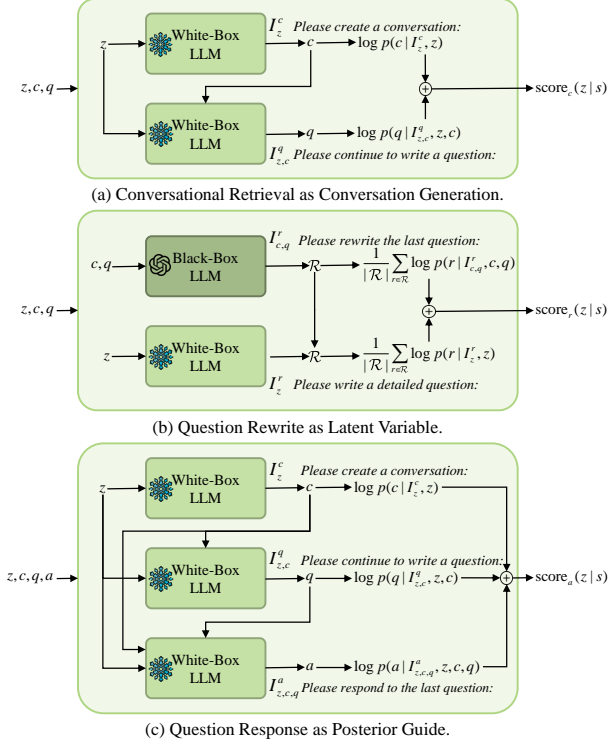 I_z^c Please create a conversation:
z White-Box LLM c log p(c | I_z^c, z)
z, c, q score_c(z | s)
White-Box LLM q log p(q | I_{z,c}^q, z, c)
I_{z,c}^q Please continue to write a question:
(a) Conversational Retrieval as Conversation Generation.
I_{c,q}^r Please rewrite the last question:
c, q Black-Box LLM ℛ 1/|ℛ| ∑_{r∈ℛ} log p(r | I_{c,q}^r, c, q)
z, c, q score_r(z | s)
z White-Box LLM ℛ 1/|ℛ| ∑_{r∈ℛ} log p(r | I_z^r, z)
I_z^r Please write a detailed question:
(b) Question Rewrite as Latent Variable.
I_z^c Please create a conversation:
z White-Box LLM c log p(c | I_z^c, z)
I_{z,c}^q Please continue to write a question:
z, c, q, a White-Box LLM q log p(q | I_{z,c}^q, z, c) score_a(z | s)
White-Box LLM a log p(a | I_{z,c,q}^a, z, c, q)
I_{z,c,q}^a Please respond to the last question:
(c) Question Response as Posterior Guide.